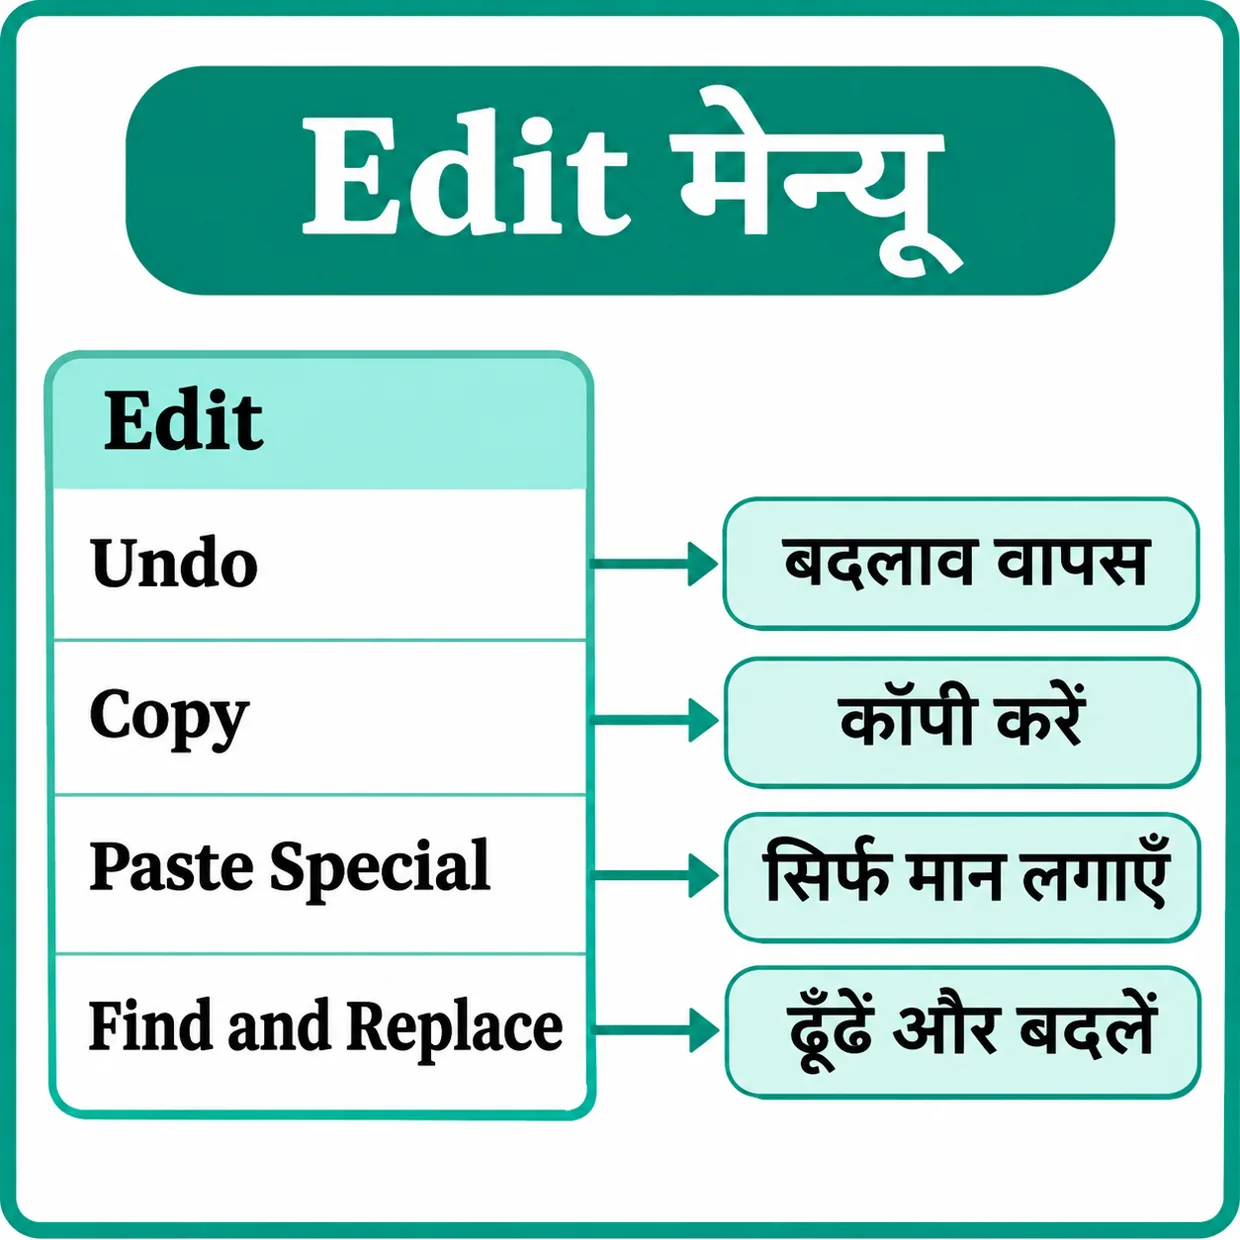 Edit मेन्यू
Edit
Undo
बदलाव वापस
Copy
कॉपी करें
Paste Special
सिर्फ मान लगाएँ
Find and Replace
ढूँढें और बदलें